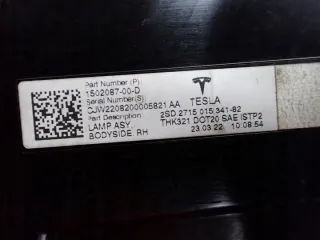 Part Number (P)
1502087-00-D
Serial Number(S)
CJW2208200005821 AA TESLA
Part Description 2SD 2715 015 341-82
LAMP ASY THK321 DOT20 SAE ISTP2
BODYSIDE RH 23.03.22 10:08:54